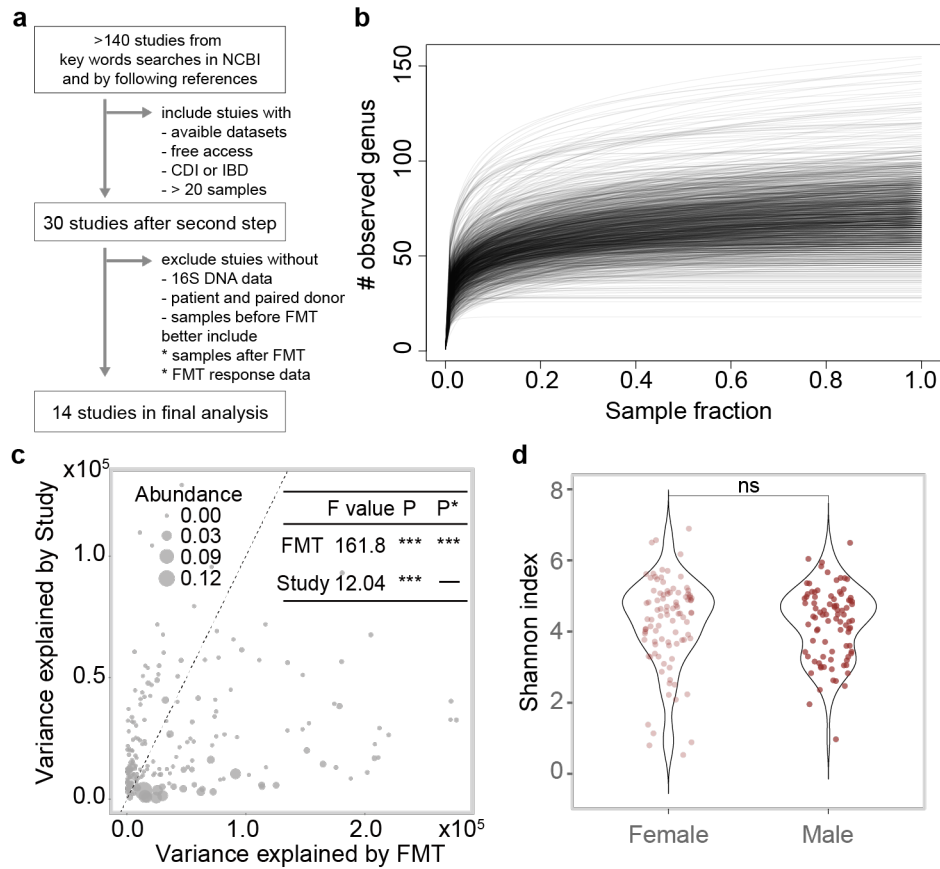 a
>140 studies from
key words searches in NCBI
and by following references
include stuies with
- avaible datasets
- free access
- CDI or IBD
- > 20 samples
30 studies after second step
exclude stuies without
- 16S DNA data
- patient and paired donor
- samples before FMT
better include
* samples after FMT
* FMT response data
14 studies in final analysis
b
# observed genus
150
100
50
0
0.0 0.2 0.4 0.6 0.8 1.0
Sample fraction
c
x10⁵
Variance explained by Study
1.0
0.5
0.0
Abundance
0.00
0.03
0.09
0.12
F value P P*
FMT 161.8 *** ***
Study 12.04 *** —
0.0 1.0 2.0 x10⁵
Variance explained by FMT
d
Shannon index
8
6
4
2
0
ns
Female Male